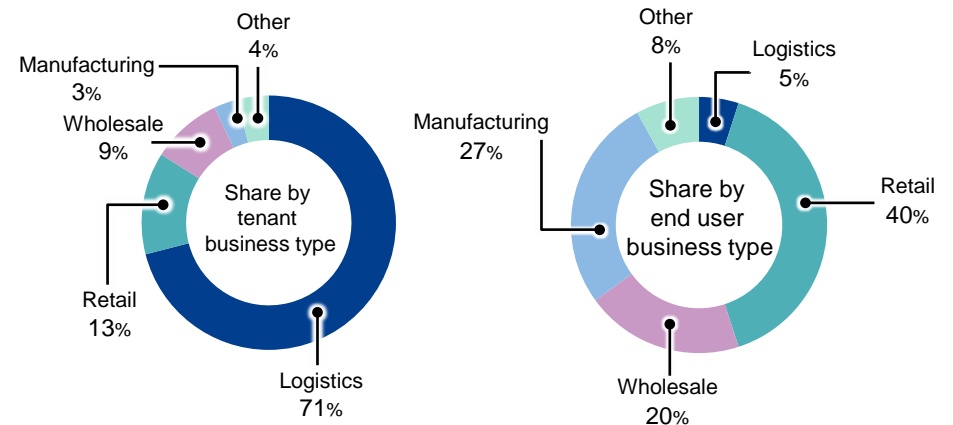 Other
4%
Manufacturing
3%
Wholesale
9%
Share by
tenant
business type
Retail
13%
Logistics
71%
Other
8%
Logistics
5%
Manufacturing
27%
Share by
end user
business type
Retail
40%
Wholesale
20%